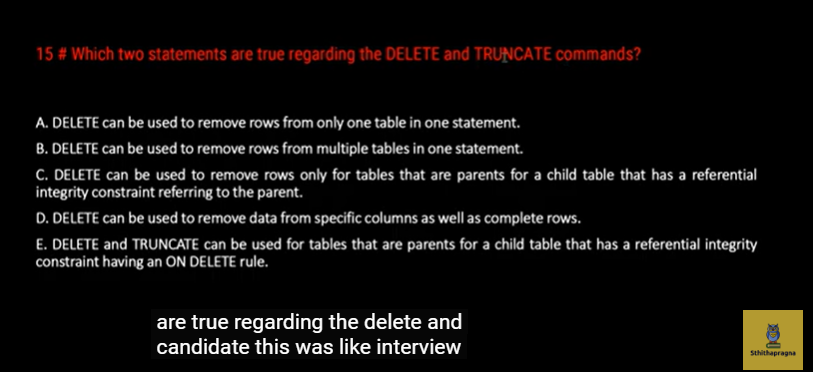 15 # Which two statements are true regarding the DELETE and TRUNCATE commands?
A. DELETE can be used to remove rows from only one table in one statement.
B. DELETE can be used to remove rows from multiple tables in one statement.
C. DELETE can be used to remove rows only for tables that are parents for a child table that has a referential
integrity constraint referring to the parent.
D. DELETE can be used to remove data from specific columns as well as complete rows.
E. DELETE and TRUNCATE can be used for tables that are parents for a child table that has a referential integrity
constraint having an ON DELETE rule.
are true regarding the delete and
candidate this was like interview
Sthithapragna